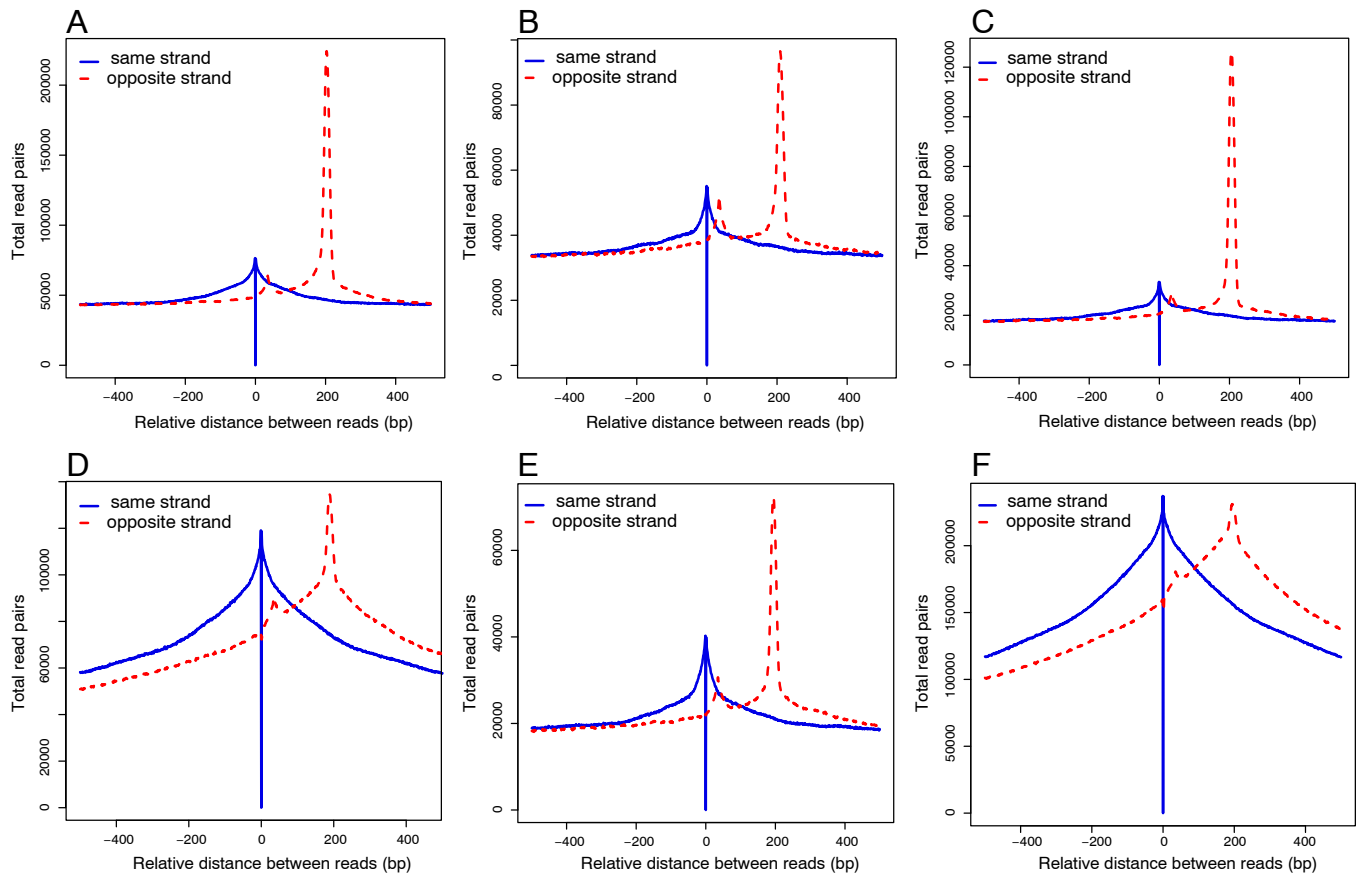 A
same strand
opposite strand
Total read pairs
0
50000
100000
150000
200000
−400
−200
0
200
400
Relative distance between reads (bp)
B
same strand
opposite strand
Total read pairs
0
20000
40000
60000
80000
−400
−200
0
200
400
Relative distance between reads (bp)
C
same strand
opposite strand
Total read pairs
0
20000
40000
60000
80000
100000
120000
−400
−200
0
200
400
Relative distance between reads (bp)
D
same strand
opposite strand
Total read pairs
0
20000
60000
100000
−400
−200
0
200
400
Relative distance between reads (bp)
E
same strand
opposite strand
Total read pairs
0
20000
40000
60000
−400
−200
0
200
400
Relative distance between reads (bp)
F
same strand
opposite strand
Total read pairs
0
50000
100000
150000
200000
−400
−200
0
200
400
Relative distance between reads (bp)